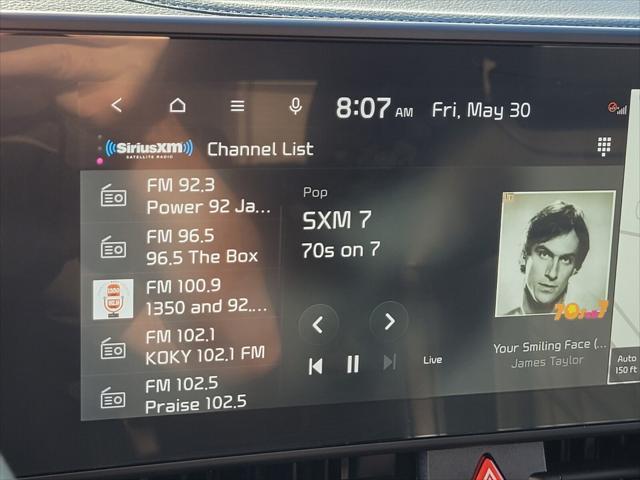 8:07 AM Fri, May 30
SiriusXM Channel List
SATELLITE RADIO
FM 92.3
Power 92 Ja...
FM 96.5
96.5 The Box
FM 100.9
1350 and 92....
FM 102.1
KOKY 102.1 FM
FM 102.5
Praise 102.5
Pop
SXM 7
70s on 7
Live
70s on 7
Your Smiling Face (...
James Taylor
Auto
150 ft